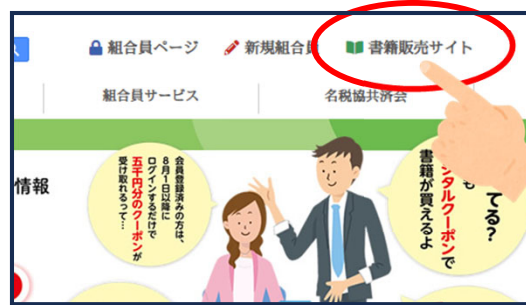 組合員ページ
新規組合員
書籍販売サイト
組合員サービス
名税協共済会
情報
会員登録済みの方は、
8月1日以降に
ログインするだけで
五千円分のクーポンが
受け取れるって…
てる?
も
ンタルクーポンで
書籍が買えるよ